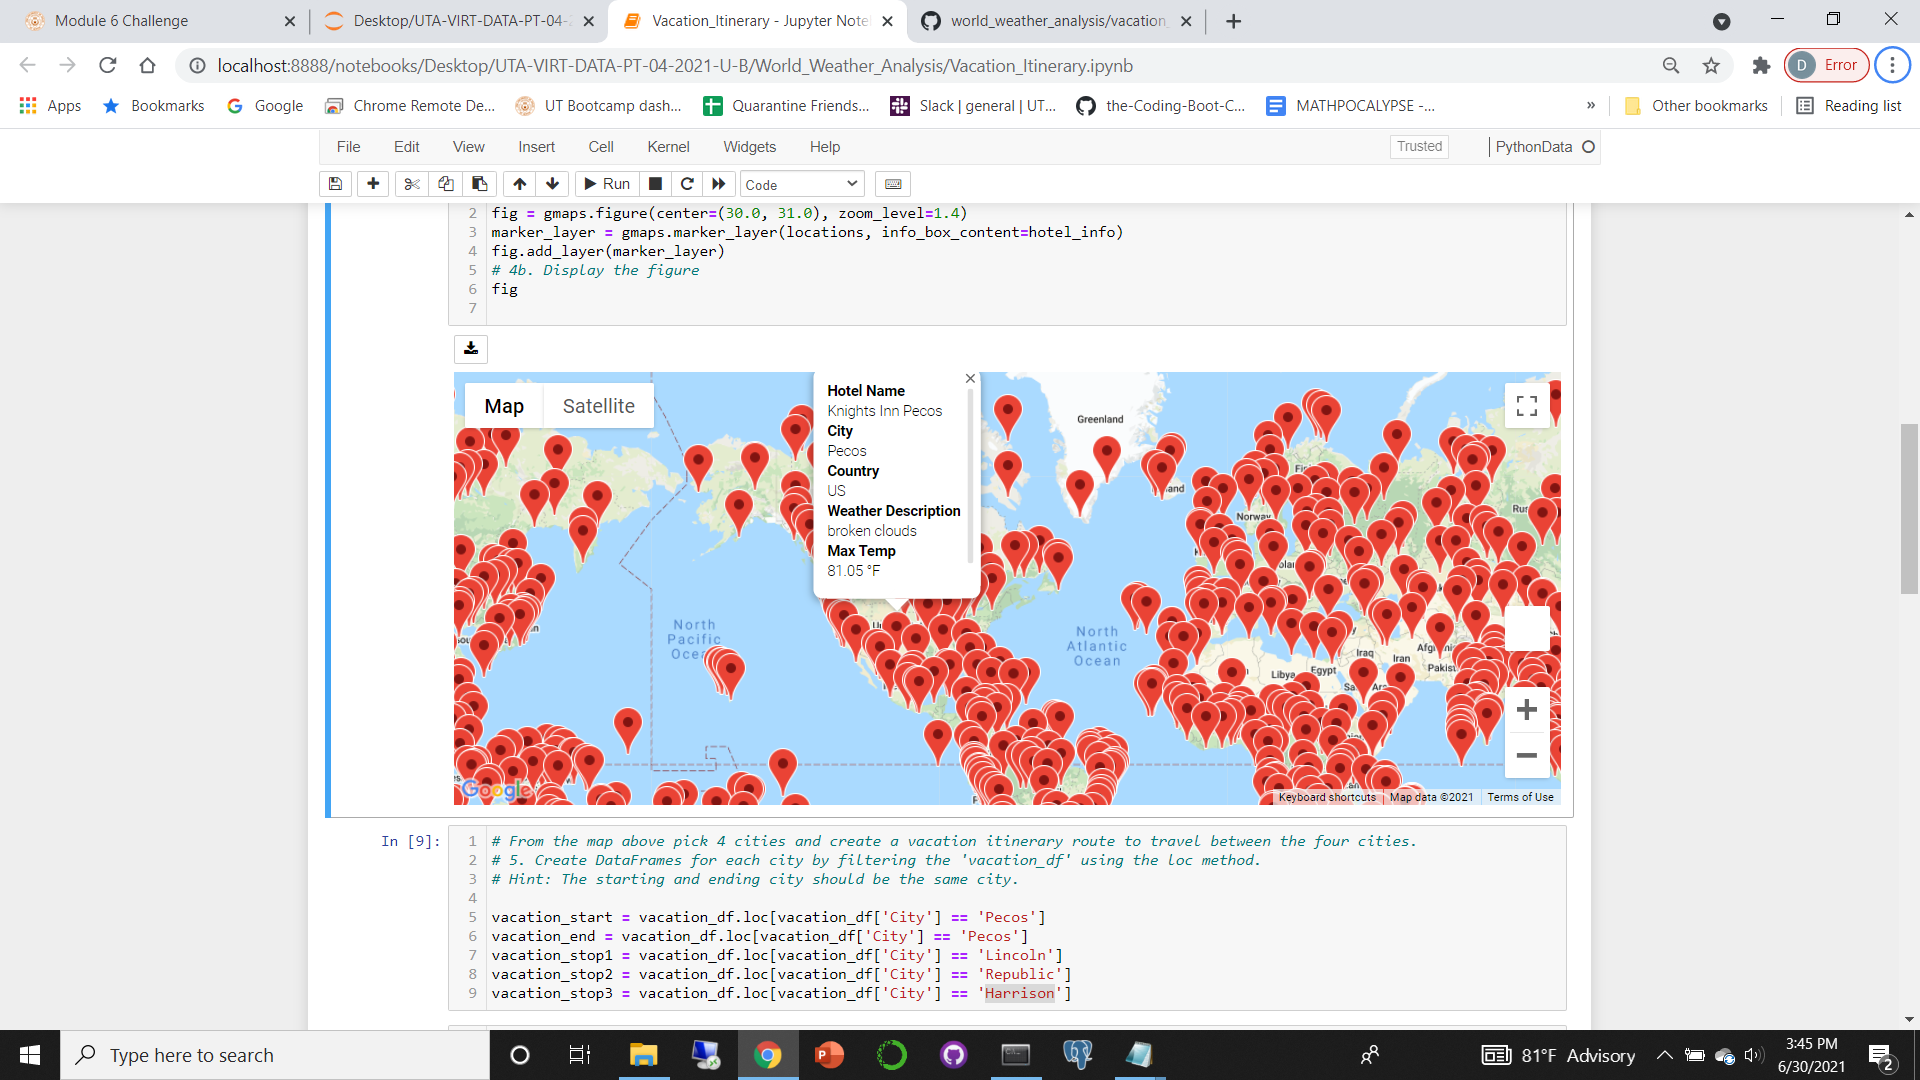 Module 6 Challenge
Desktop/UTA-VIRT-DATA-PT-04-2
Vacation_Itinerary - Jupyter Note
world_weather_analysis/vacation_
localhost:8888/notebooks/Desktop/UTA-VIRT-DATA-PT-04-2021-U-B/World_Weather_Analysis/Vacation_Itinerary.ipynb
D Error
Apps Bookmarks Google Chrome Remote De... UT Bootcamp dash... Quarantine Friends... Slack | general | UT... the-Coding-Boot-C... MATHPOCALYPSE -... » Other bookmarks Reading list
File Edit View Insert Cell Kernel Widgets Help Trusted PythonData
Run Code
2 fig = gmaps.figure(center=(30.0, 31.0), zoom_level=1.4)
3 marker_layer = gmaps.marker_layer(locations, info_box_content=hotel_info)
4 fig.add_layer(marker_layer)
5 # 4b. Display the figure
6 fig
7
Map Satellite
Hotel Name
Knights Inn Pecos
City
Pecos
Country
US
Weather Description
broken clouds
Max Temp
81.05 °F
Greenland
Norway
North
Pacific
North
Atlantic
Ocean
Iraq
Iran
Libya
Egypt
Google
Keyboard shortcuts Map data ©2021 Terms of Use
In [9]:
1 # From the map above pick 4 cities and create a vacation itinerary route to travel between the four cities.
2 # 5. Create DataFrames for each city by filtering the 'vacation_df' using the loc method.
3 # Hint: The starting and ending city should be the same city.
4
5 vacation_start = vacation_df.loc[vacation_df['City'] == 'Pecos']
6 vacation_end = vacation_df.loc[vacation_df['City'] == 'Pecos']
7 vacation_stop1 = vacation_df.loc[vacation_df['City'] == 'Lincoln']
8 vacation_stop2 = vacation_df.loc[vacation_df['City'] == 'Republic']
9 vacation_stop3 = vacation_df.loc[vacation_df['City'] == 'Harrison']
Type here to search
81°F Advisory
3:45 PM
6/30/2021
2